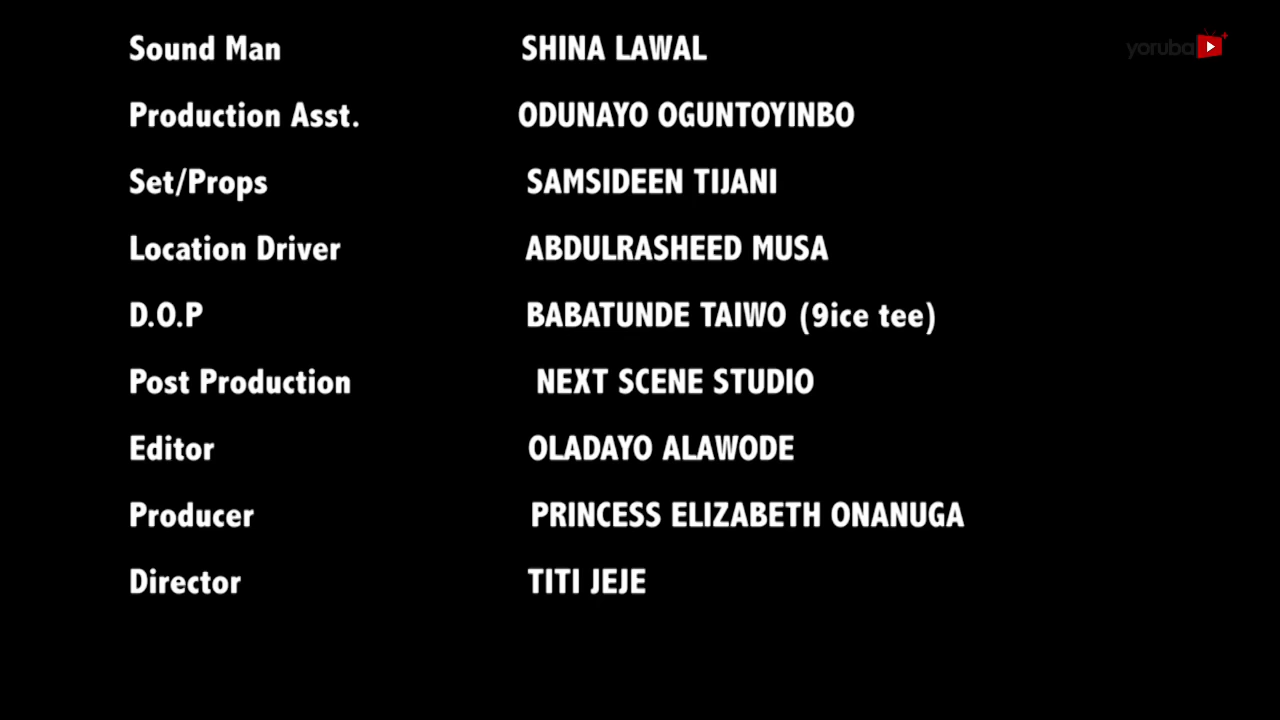 yoruba
Sound Man SHINA LAWAL
Production Asst. ODUNAYO OGUNTOYINBO
Set/Props SAMSIDEEN TIJANI
Location Driver ABDULRASHEED MUSA
D.O.P BABATUNDE TAIWO (9ice tee)
Post Production NEXT SCENE STUDIO
Editor OLADAYO ALAWODE
Producer PRINCESS ELIZABETH ONANUGA
Director TITI JEJE